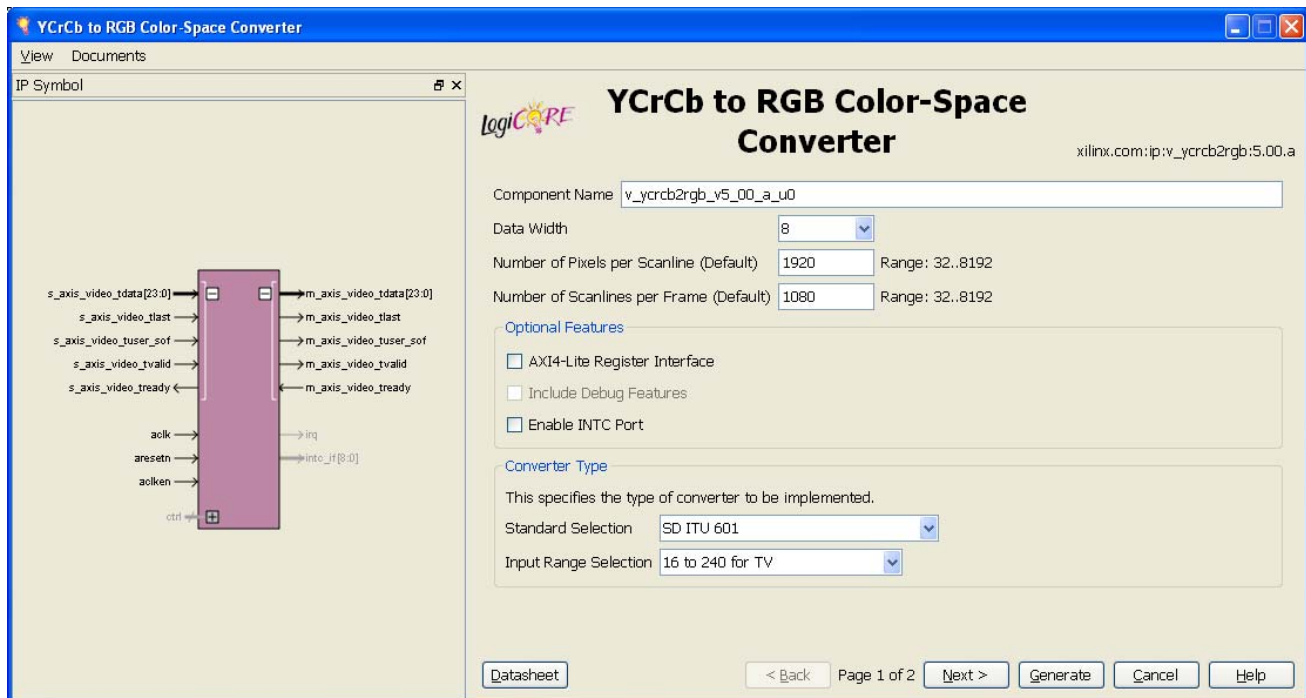 YCrCb to RGB Color-Space Converter
View Documents
IP Symbol
s_axis_video_tdata[23:0]
s_axis_video_tlast
s_axis_video_tuser_sof
s_axis_video_tvalid
s_axis_video_tready
aclk
aresetn
aclken
ctrl
m_axis_video_tdata[23:0]
m_axis_video_tlast
m_axis_video_tuser_sof
m_axis_video_tvalid
m_axis_video_tready
irq
intc_if[8:0]
LogiCORE
YCrCb to RGB Color-Space
Converter
xilinx.com:ip:v_ycrcb2rgb:5.00.a
Component Name v_ycrcb2rgb_v5_00_a_u0
Data Width 8
Number of Pixels per Scanline (Default) 1920 Range: 32..8192
Number of Scanlines per Frame (Default) 1080 Range: 32..8192
Optional Features
AXI4-Lite Register Interface
Include Debug Features
Enable INTC Port
Converter Type
This specifies the type of converter to be implemented.
Standard Selection SD ITU 601
Input Range Selection 16 to 240 for TV
Datasheet < Back Page 1 of 2 Next > Generate Cancel Help